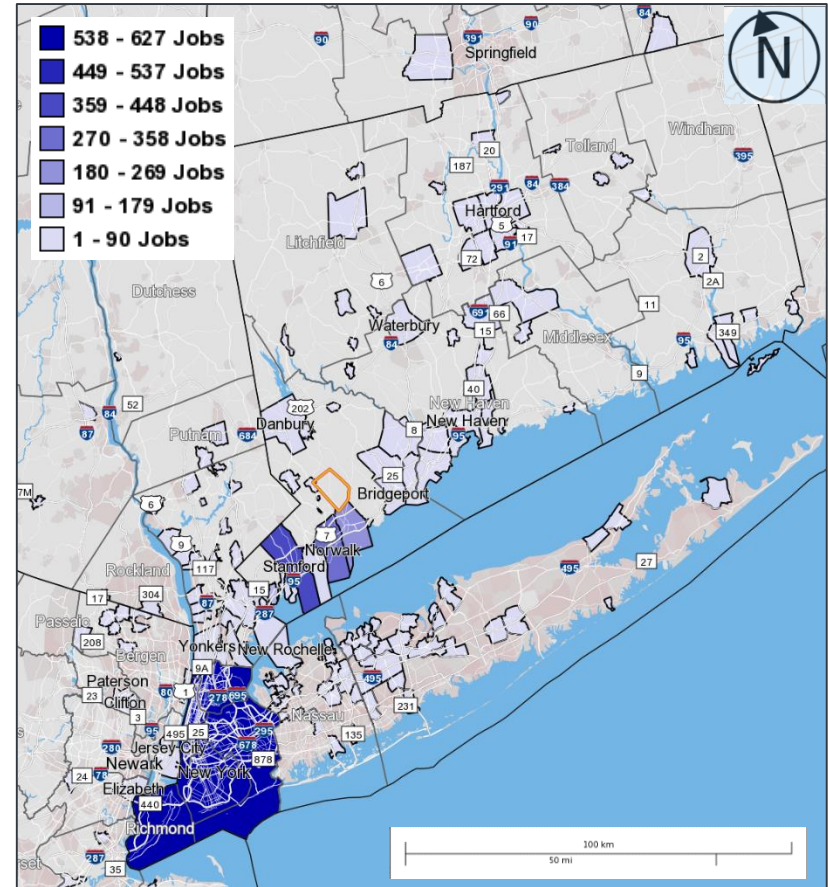 538 - 627 Jobs
449 - 537 Jobs
359 - 448 Jobs
270 - 358 Jobs
180 - 269 Jobs
91 - 179 Jobs
1 - 90 Jobs
N
84
90
391
90
Springfield
Windham
20
Tolland
395
187
291
84
384
Hartford
5
17
Litchfield
91
2
72
6
2A
Dutchess
11
691
66
Waterbury
349
15
Middlesex
95
84
9
40
52
202
New Haven
84
Danbury
8
New Haven
87
684
95
Putnam
25
Bridgeport
6
7
9
Norwalk
27
117
Stamford
495
Rockland
95
15
304
17
87
287
Passaic
208
Yonkers
New Rochelle
Bergen
9A
Paterson
495
80
1
278
695
23
Clifton
231
3
Nassau
95
495
25
295
135
Jersey City
678
280
Newark
878
78
New York
24
Elizabeth
440
Richmond
100 km
50 mi
287
35